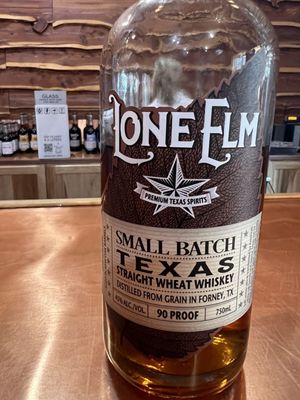 GLASS
LONE ELM
PREMIUM TEXAS SPIRITS
SMALL BATCH
TEXAS
STRAIGHT WHEAT WHISKEY
DISTILLED FROM GRAIN IN FORNEY, TX
45% ALC./VOL. 90 PROOF 750mL